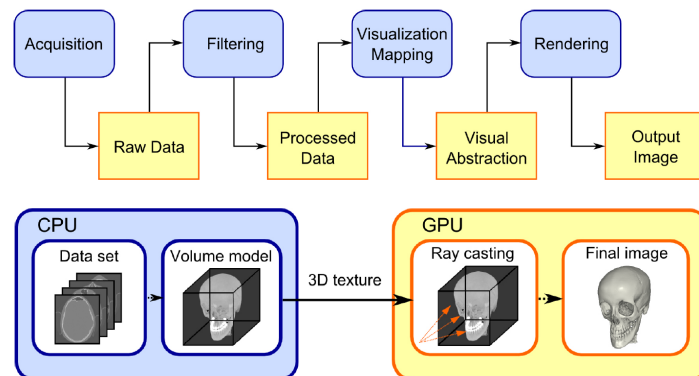 Acquisition
Filtering
Visualization
Mapping
Rendering
Raw Data
Processed
Data
Visual
Abstraction
Output
Image
CPU
GPU
Data set
Volume model
3D texture
Ray casting
Final image